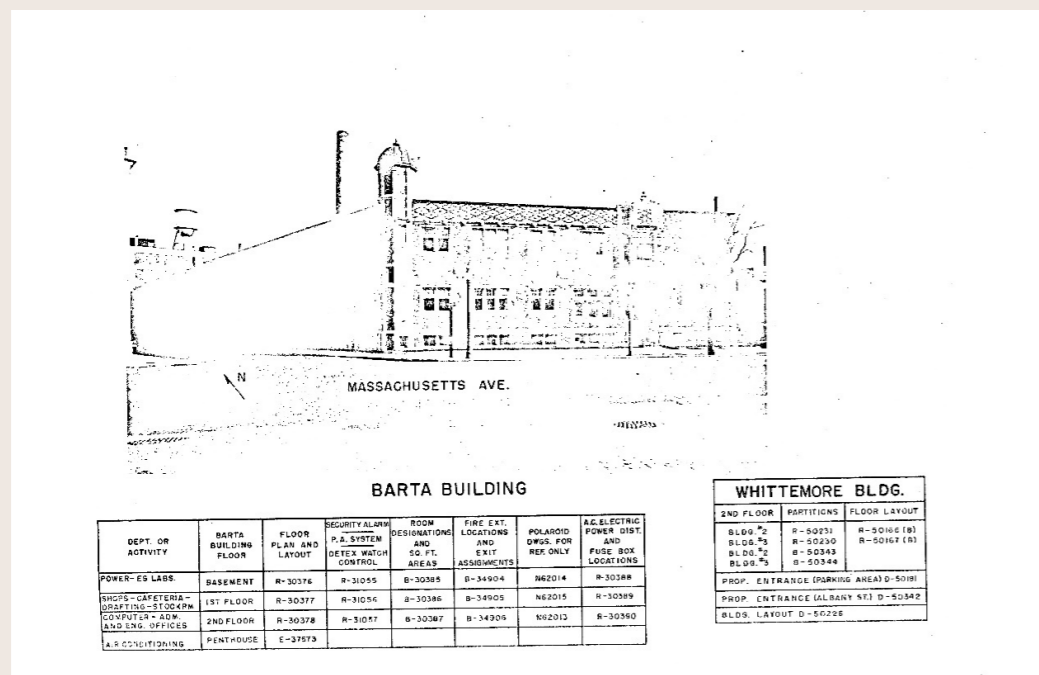 N
MASSACHUSETTS AVE.
BARTA BUILDING
DEPT. OR ACTIVITY
BARTA BUILDING FLOOR
FLOOR PLAN AND LAYOUT
SECURITY ALARM P.A. SYSTEM DETEX WATCH CONTROL
ROOM DESIGNATIONS AND SQ. FT. AREAS
FIRE EXT. LOCATIONS AND EXIT ASSIGNMENTS
POLAROID DWGS. FOR REF. ONLY
A.C. ELECTRIC POWER DIST. AND FUSE BOX LOCATIONS
POWER-ES LABS. BASEMENT R-30376 R-31055 B-30385 B-34904 N62014 R-30388
SHOPS-CAFETERIA-DRAFTING-STOCKRM 1ST FLOOR R-30377 R-31056 B-30386 B-34905 N62015 R-30389
COMPUTER-ADM. AND ENG. OFFICES 2ND FLOOR R-30378 R-31057 B-30387 B-34906 N62013 R-30390
AIR CONDITIONING PENTHOUSE E-37573
WHITTEMORE BLDG.
2ND FLOOR PARTITIONS FLOOR LAYOUT
BLDG. #2 R-50231 R-50166 (B)
BLDG. #3 R-50230 R-50167 (B)
BLDG. #2 B-50343
BLDG. #3 B-50344
PROP. ENTRANCE (PARKING AREA) D-50191
PROP. ENTRANCE (ALBANY ST.) D-50342
BLDS. LAYOUT D-50226